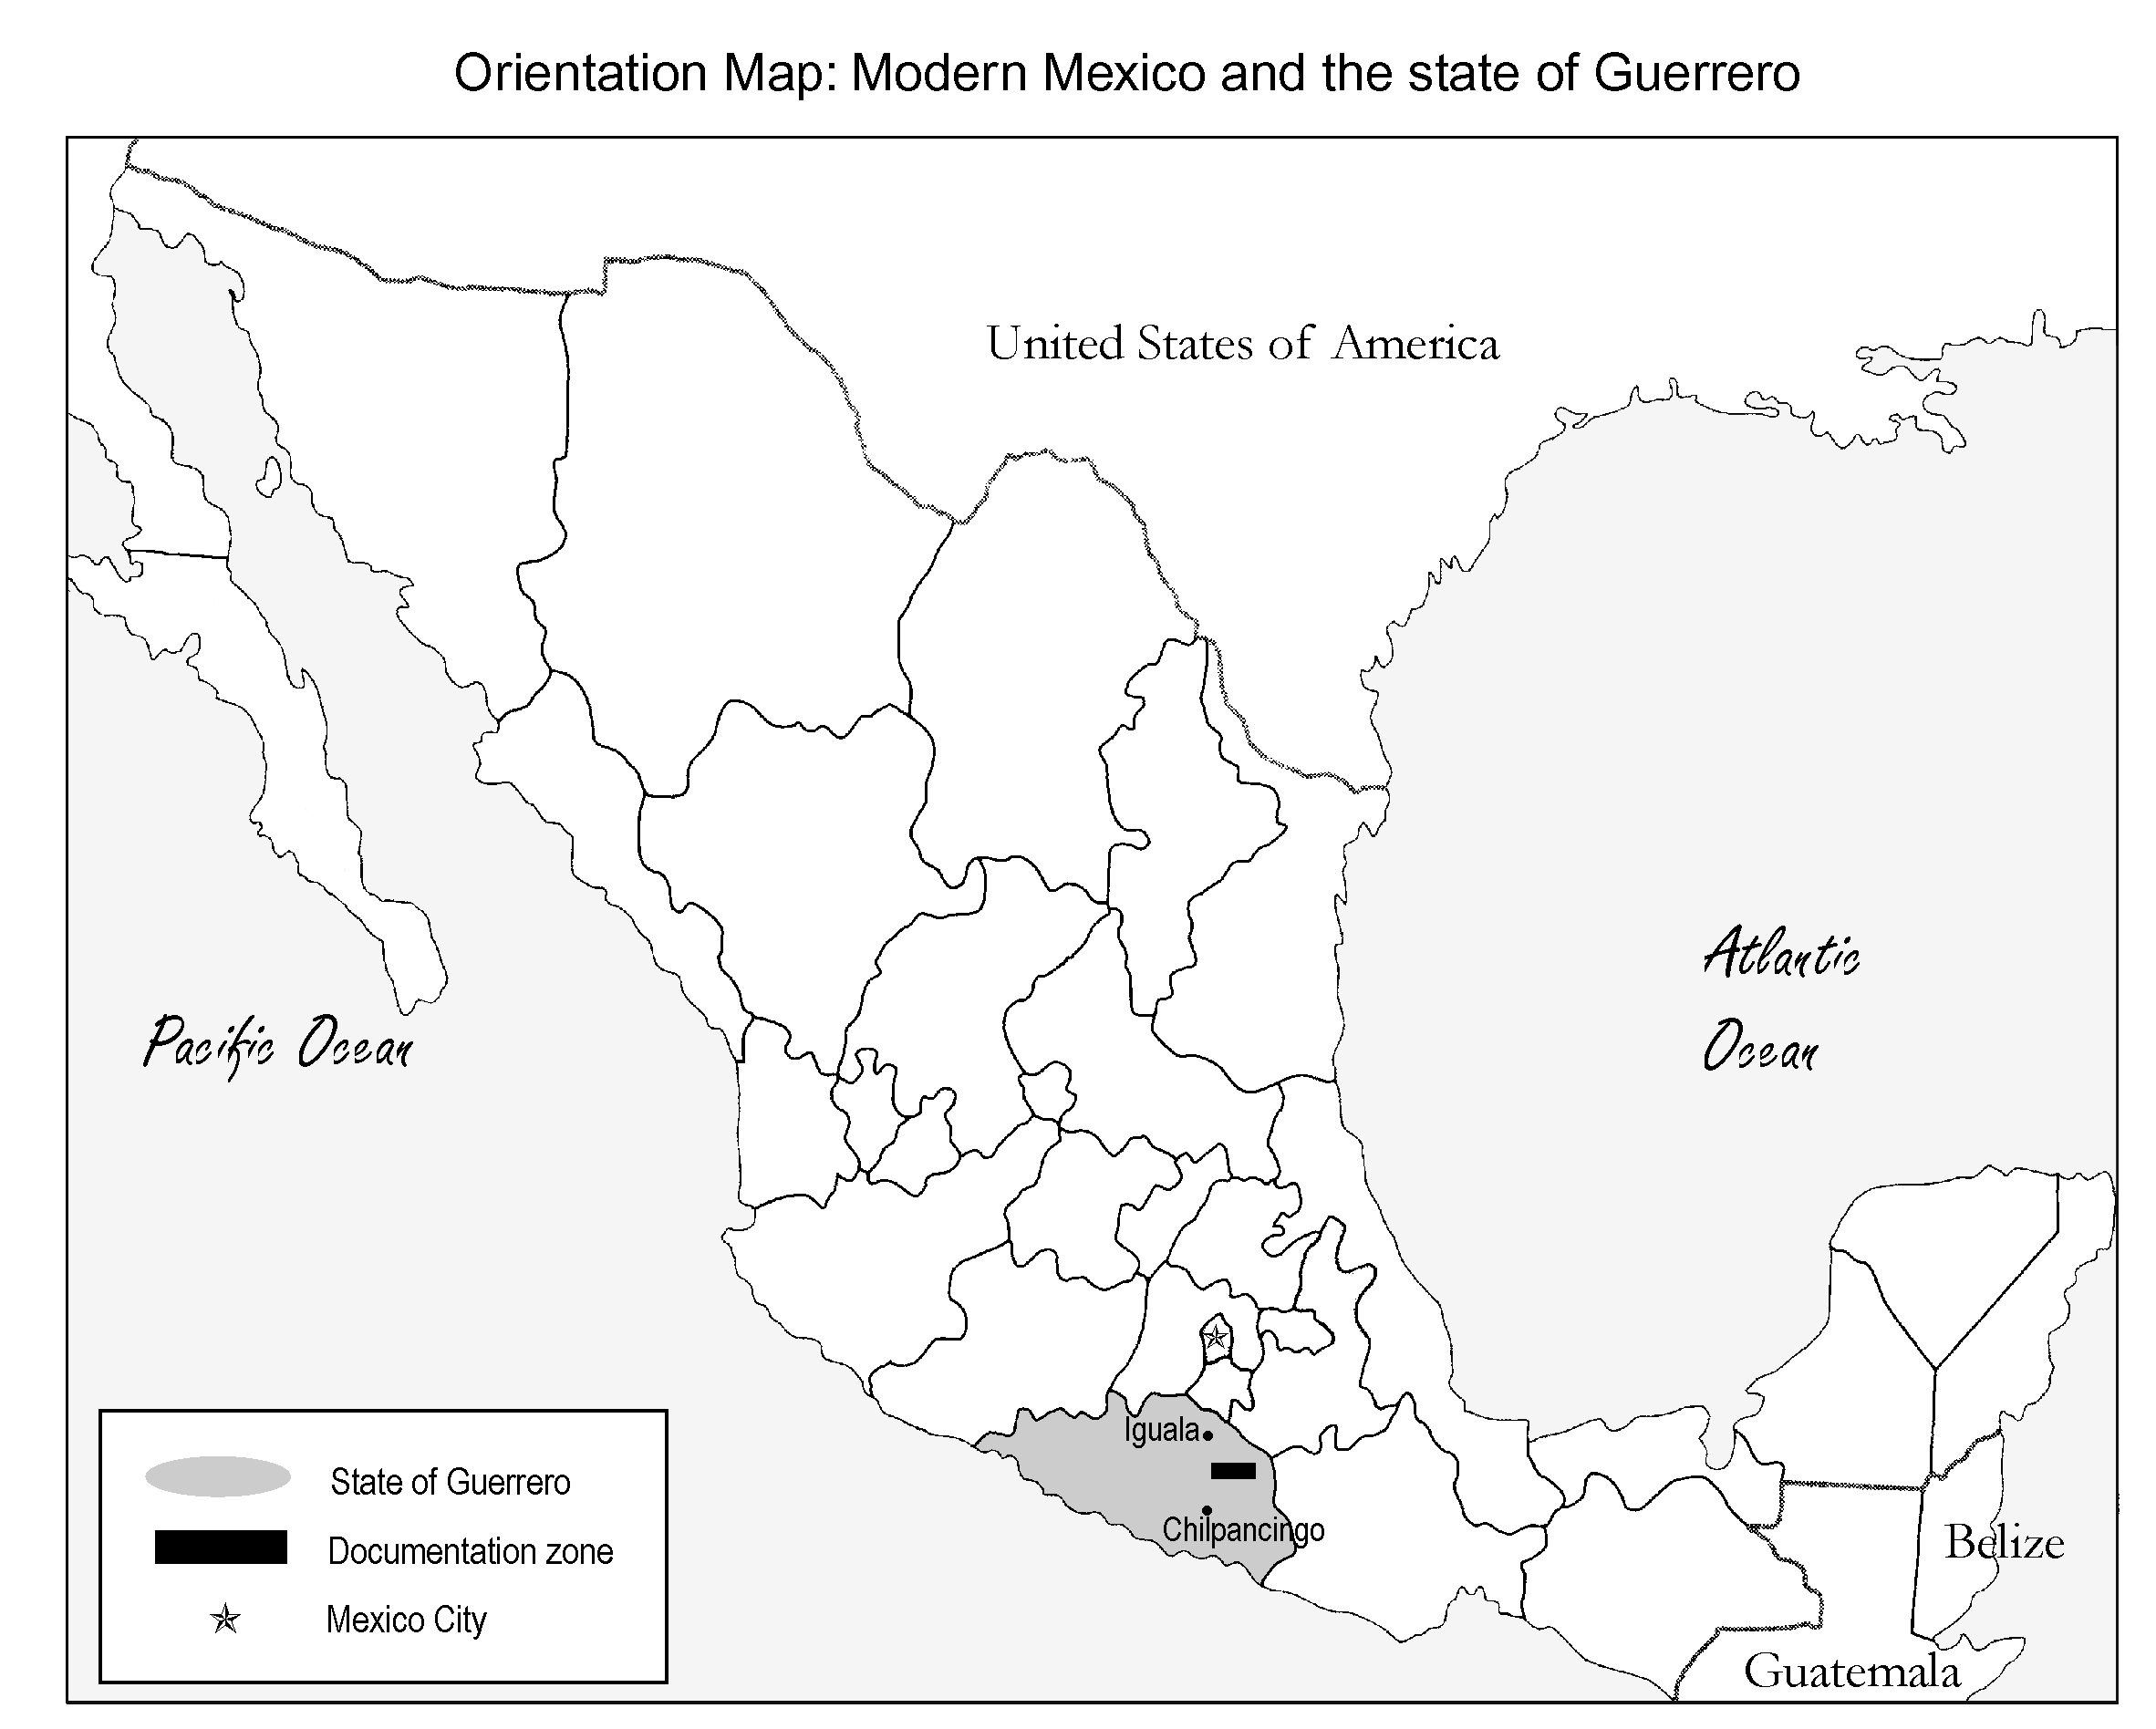 Orientation Map: Modern Mexico and the state of Guerrero
United States of America
Atlantic
Ocean
Pacific Ocean
Iguala
Chilpancingo
State of Guerrero
Documentation zone
Mexico City
Belize
Guatemala